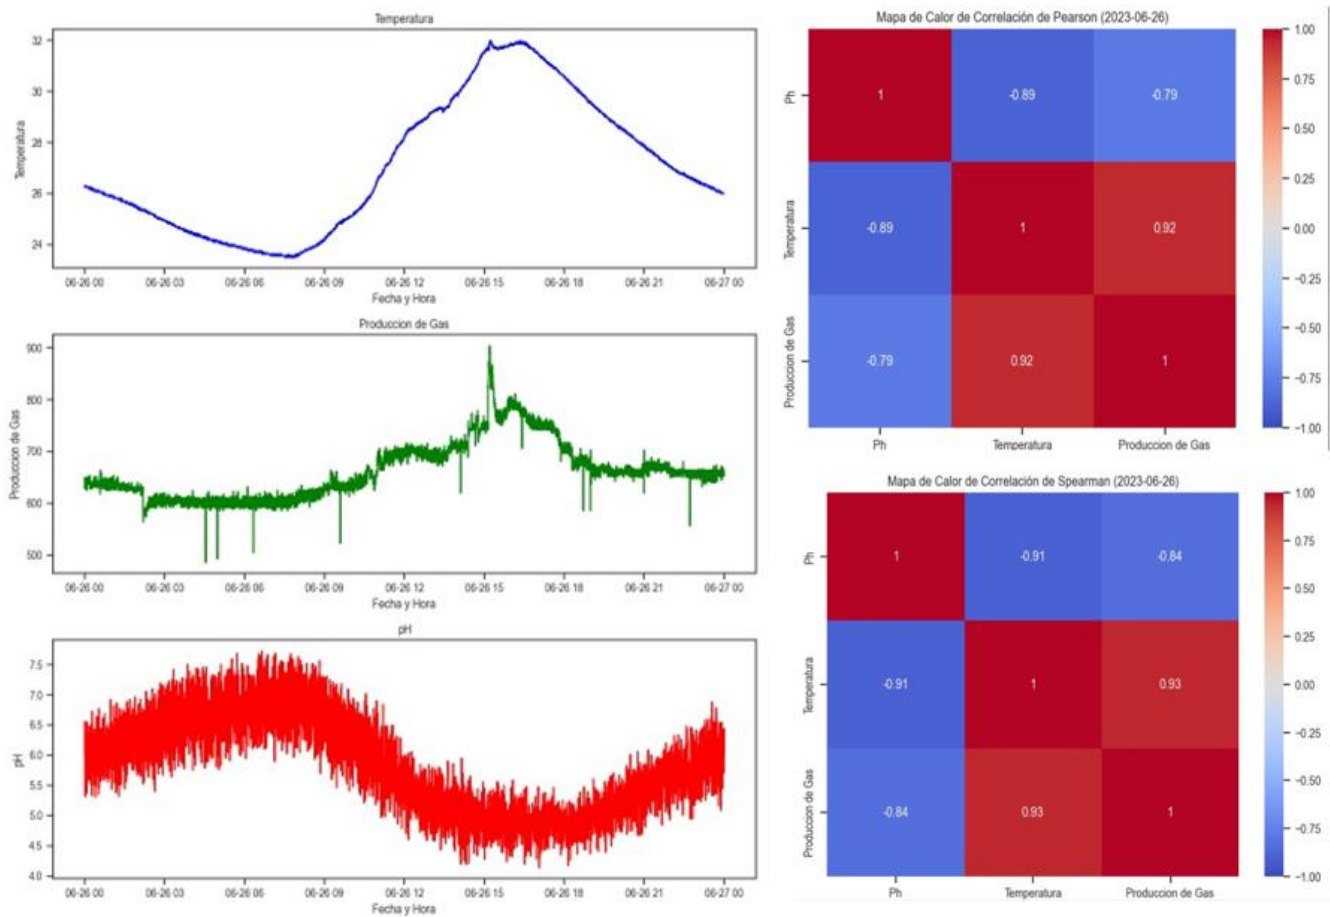 Temperatura
32
30
28
26
24
Temperatura
06-26 00 06-26 03 06-26 06 06-26 09 06-26 12 06-26 15 06-26 18 06-26 21 06-27 00
Fecha y Hora
Produccion de Gas
900
800
700
600
500
Produccion de Gas
06-26 00 06-26 03 06-26 06 06-26 09 06-26 12 06-26 15 06-26 18 06-26 21 06-27 00
Fecha y Hora
pH
7.5
7.0
6.5
6.0
5.5
5.0
4.5
4.0
pH
06-26 00 06-26 03 06-26 06 06-26 09 06-26 12 06-26 15 06-26 18 06-26 21 06-27 00
Fecha y Hora
Mapa de Calor de Correlación de Pearson (2023-06-26)
Ph
1 -0.89 -0.79
Temperatura
-0.89 1 0.92
Produccion de Gas
-0.79 0.92 1
Ph Temperatura Produccion de Gas
1.00
0.75
0.50
0.25
0.00
−0.25
−0.50
−0.75
−1.00
Mapa de Calor de Correlación de Spearman (2023-06-26)
Ph
1 -0.91 -0.84
Temperatura
-0.91 1 0.93
Produccion de Gas
-0.84 0.93 1
Ph Temperatura Produccion de Gas
1.00
0.75
0.50
0.25
0.00
−0.25
−0.50
−0.75
−1.00